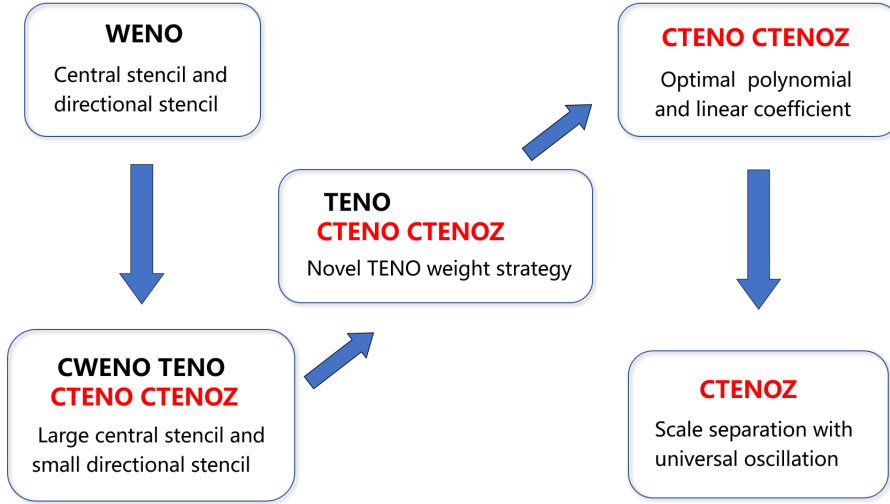 WENO
Central stencil and
directional stencil
CWENO TENO
CTENO CTENOZ
Large central stencil and
small directional stencil
TENO
CTENO CTENOZ
Novel TENO weight strategy
CTENO CTENOZ
Optimal polynomial
and linear coefficient
CTENOZ
Scale separation with
universal oscillation